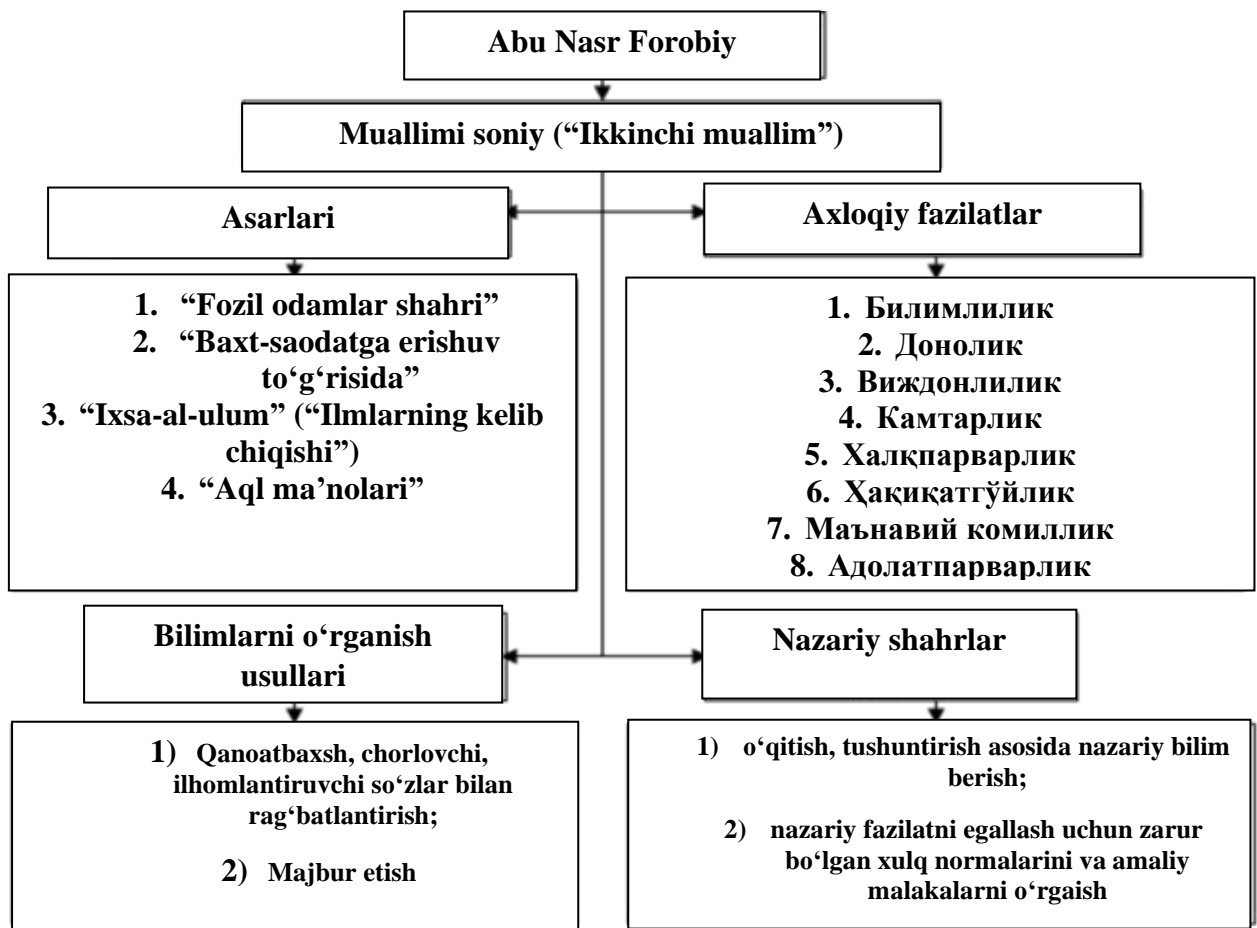 Abu Nasr Forobiy
Muallimi soniy (“Ikkinchi muallim”)
Asarlari
1. “Fozil odamlar shahri”
2. “Baxt-saodatga erishuv
to‘g‘risida”
3. “Ixsa-al-ulum” (“Ilmlarning kelib
chiqishi”)
4. “Aql ma’nolari”
Axloqiy fazilatlar
1. Билимлилик
2. Донолик
3. Виждонлилик
4. Камтарлик
5. Халқпарварлик
6. Ҳақиқатгўйлик
7. Маънавий комиллик
8. Адолатпарварлик
Bilimlarni o‘rganish
usullari
1) Qanoatbaxsh, chorlovchi,
ilhomlantiruvchi so‘zlar bilan
rag‘batlantirish;
2) Majbur etish
Nazariy shahrlar
1) o‘qitish, tushuntirish asosida nazariy bilim
berish;
2) nazariy fazilatni egallash uchun zarur
bo‘lgan xulq normalarini va amaliy
malakalarni o‘rgaish